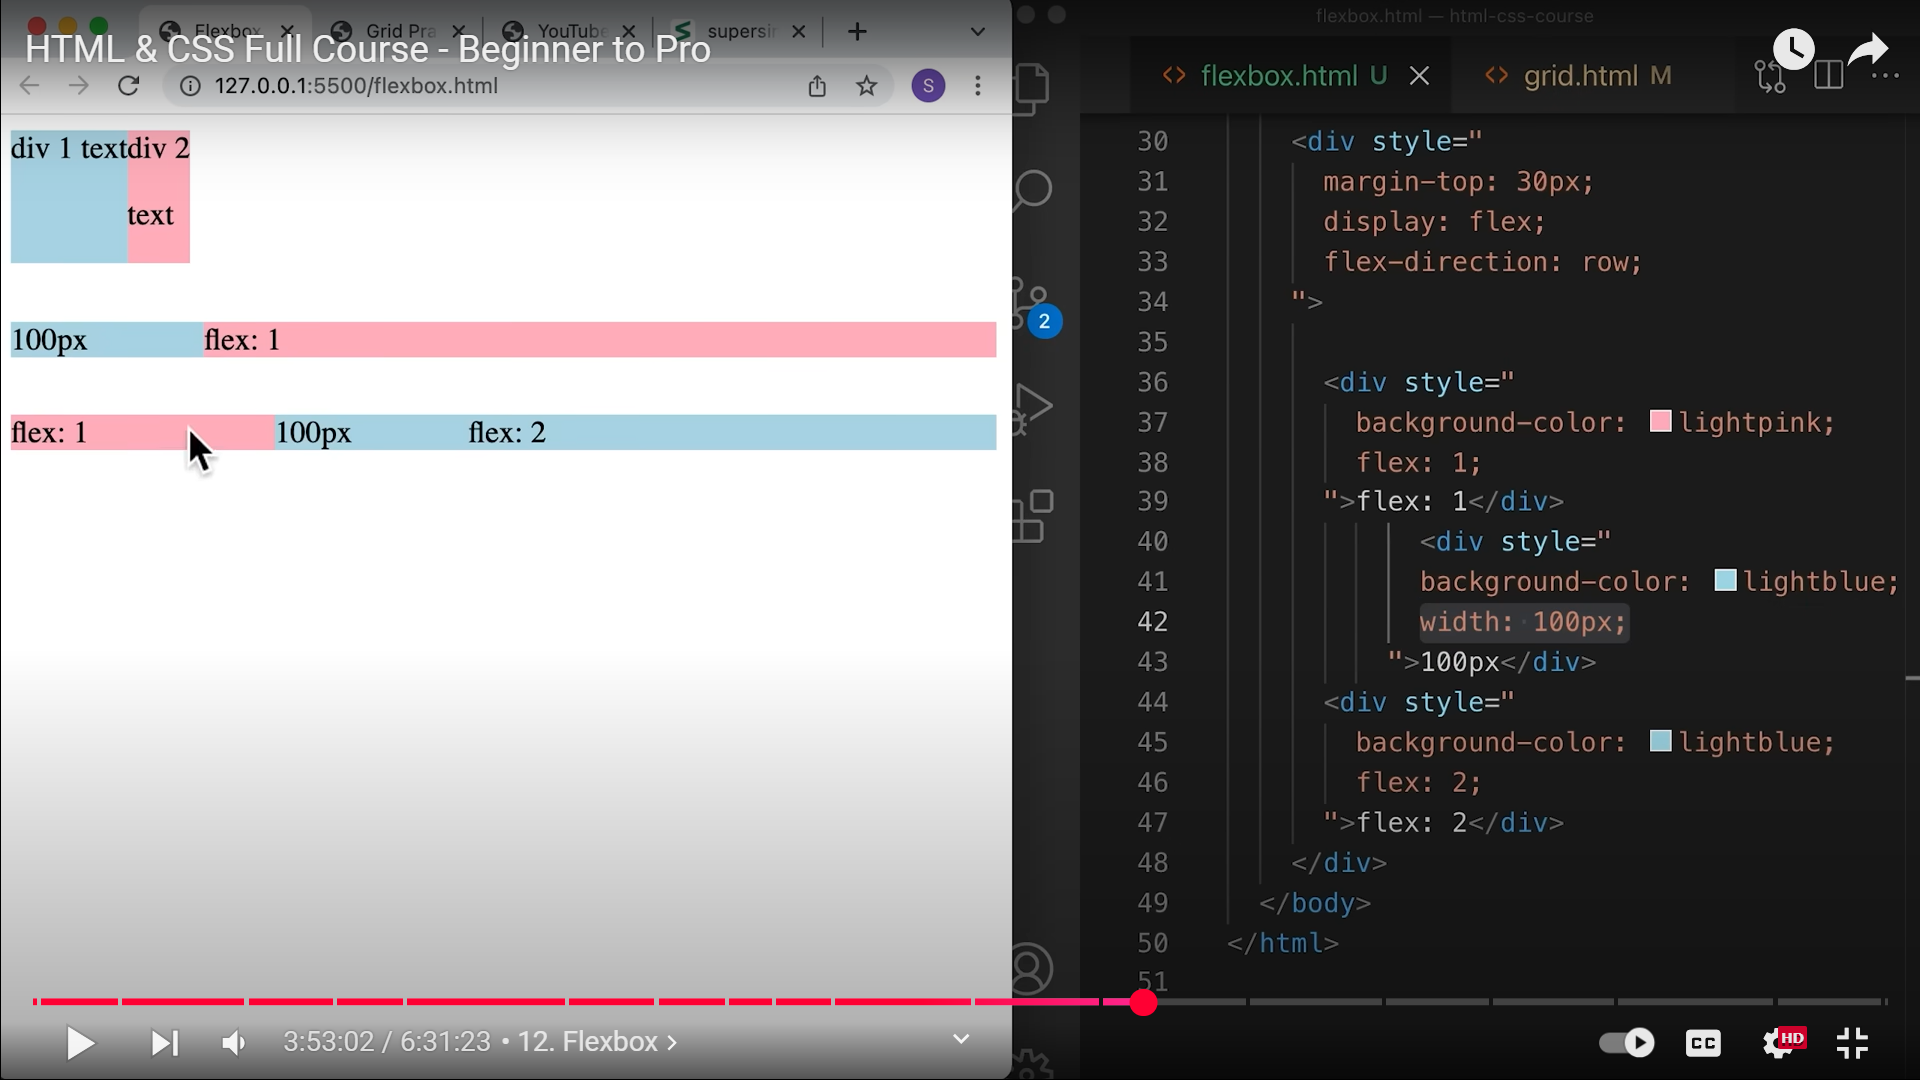 Flexbox
Grid Pra
YouTube
supersin
HTML & CSS Full Course - Beginner to Pro
127.0.0.1:5500/flexbox.html
S
div 1 text
div 2
text
100px
flex: 1
flex: 1
100px
flex: 2
flexbox.html — html-css-course
flexbox.html U
grid.html M
2
30 <div style="
31 margin-top: 30px;
32 display: flex;
33 flex-direction: row;
34 ">
35
36 <div style="
37 background-color: lightpink;
38 flex: 1;
39 ">flex: 1</div>
40 <div style="
41 background-color: lightblue;
42 width: 100px;
43 ">100px</div>
44 <div style="
45 background-color: lightblue;
46 flex: 2;
47 ">flex: 2</div>
48 </div>
49 </body>
50 </html>
51
3:53:02 / 6:31:23 • 12. Flexbox >
CC
HD